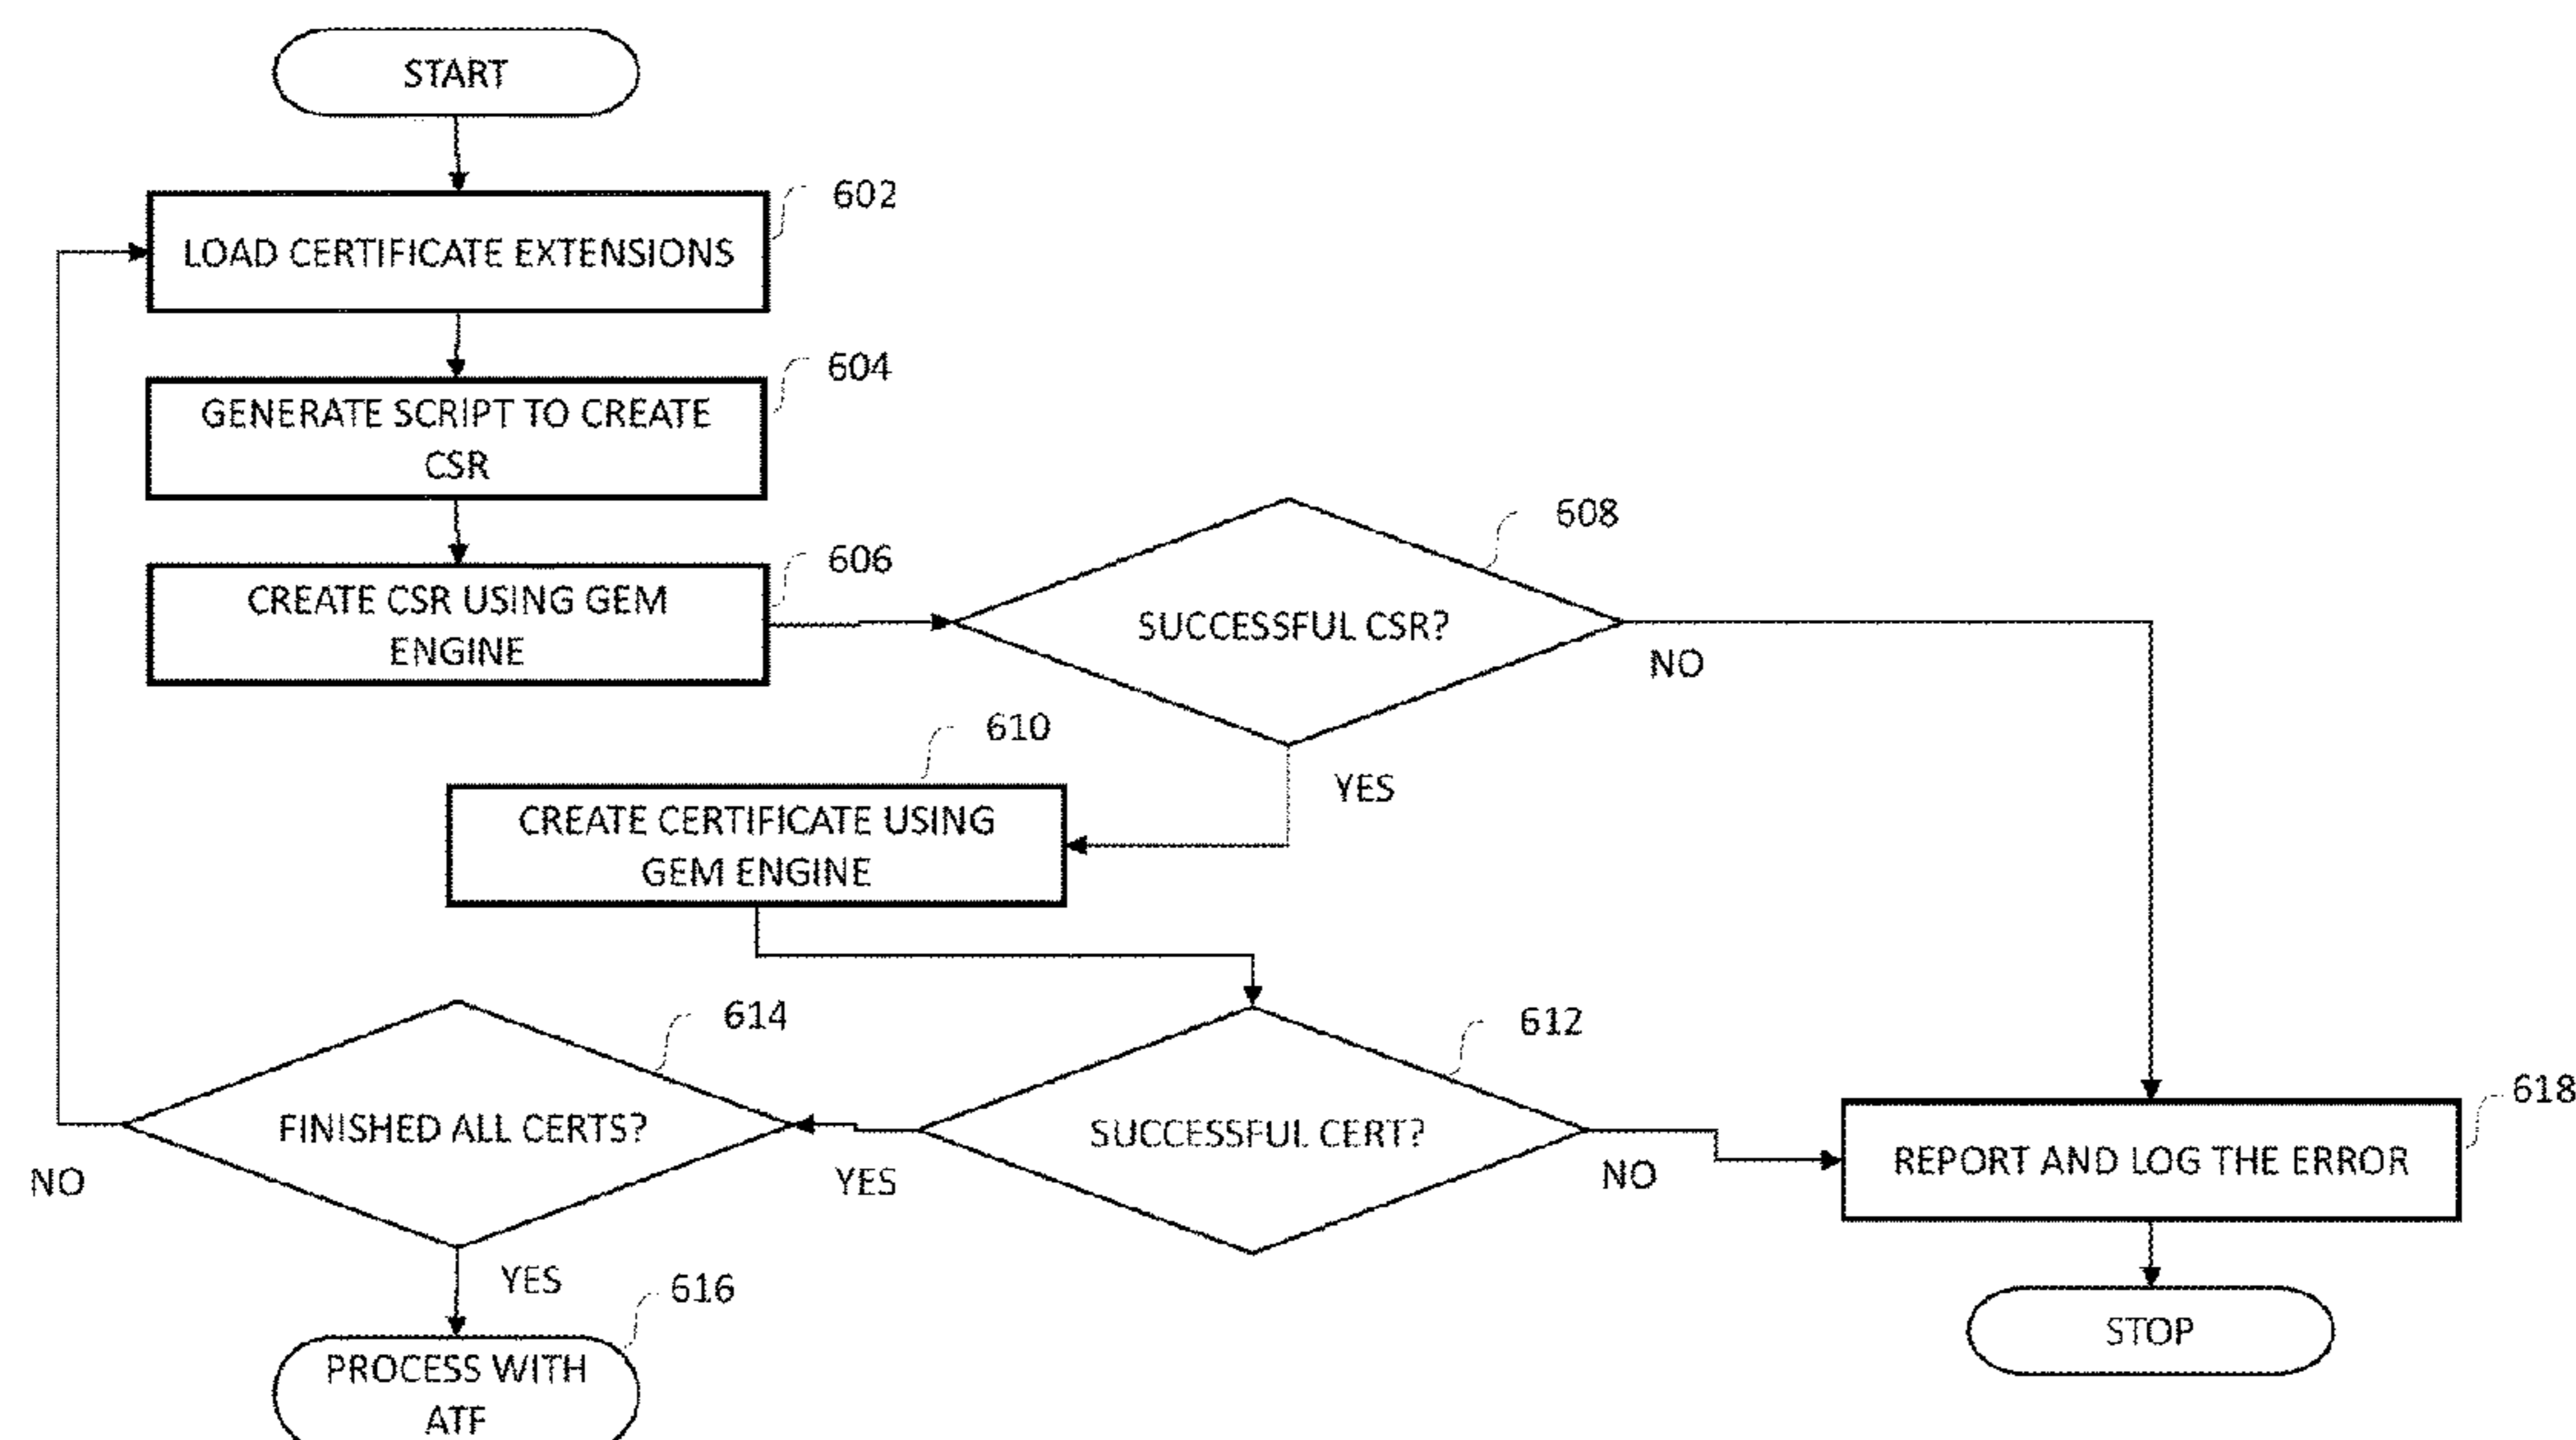 START
602
LOAD CERTIFICATE EXTENSIONS
604
GENERATE SCRIPT TO CREATE
CSR
606
CREATE CSR USING GEM
ENGINE
608
SUCCESSFUL CSR?
NO
YES
610
CREATE CERTIFICATE USING
GEM ENGINE
612
SUCCESSFUL CERT?
NO
YES
614
FINISHED ALL CERTS?
NO
YES
616
PROCESS WITH
ATF
618
REPORT AND LOG THE ERROR
STOP